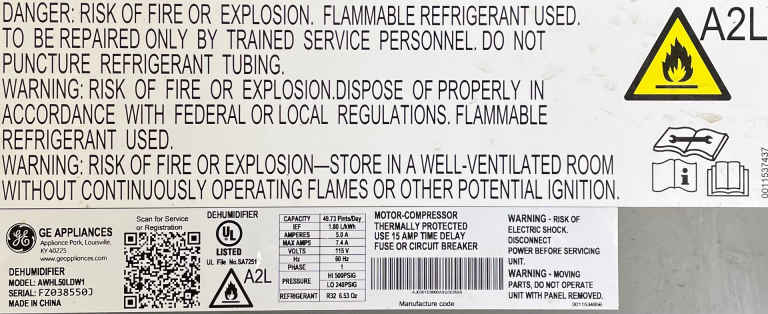 DANGER: RISK OF FIRE OR EXPLOSION. FLAMMABLE REFRIGERANT USED.
TO BE REPAIRED ONLY BY TRAINED SERVICE PERSONNEL. DO NOT
PUNCTURE REFRIGERANT TUBING.
WARNING: RISK OF FIRE OR EXPLOSION.DISPOSE OF PROPERLY IN
ACCORDANCE WITH FEDERAL OR LOCAL REGULATIONS. FLAMMABLE
REFRIGERANT USED.
WARNING: RISK OF FIRE OR EXPLOSION—STORE IN A WELL-VENTILATED ROOM
WITHOUT CONTINUOUSLY OPERATING FLAMES OR OTHER POTENTIAL IGNITION.
A2L
0011537437
GE APPLIANCES
Appliance Park, Louisville,
KY 40225
www.geappliances.com
DEHUMIDIFIER
MODEL: AWHL50LDW1
SERIAL: FZ038550J
Scan for Service
or Registration
DEHUMIDIFIER
UL
LISTED
UL File No.SA7251
A2L
CAPACITY 49.73 Pints/Day
IEF 1.80 L/kWh
AMPERES 5.0 A
MAX AMPS 7.4 A
VOLTS 115 V
Hz 60 Hz
PHASE 1
PRESSURE HI 500PSIG
LO 240PSIG
REFRIGERANT R32 6.53 Oz
MOTOR-COMPRESSOR
THERMALLY PROTECTED
USE 15 AMP TIME DELAY
FUSE OR CIRCUIT BREAKER
Manufacture code
WARNING - RISK OF
ELECTRIC SHOCK.
DISCONNECT
POWER BEFORE SERVICING
UNIT.
WARNING - MOVING
PARTS, DO NOT OPERATE
UNIT WITH PANEL REMOVED.